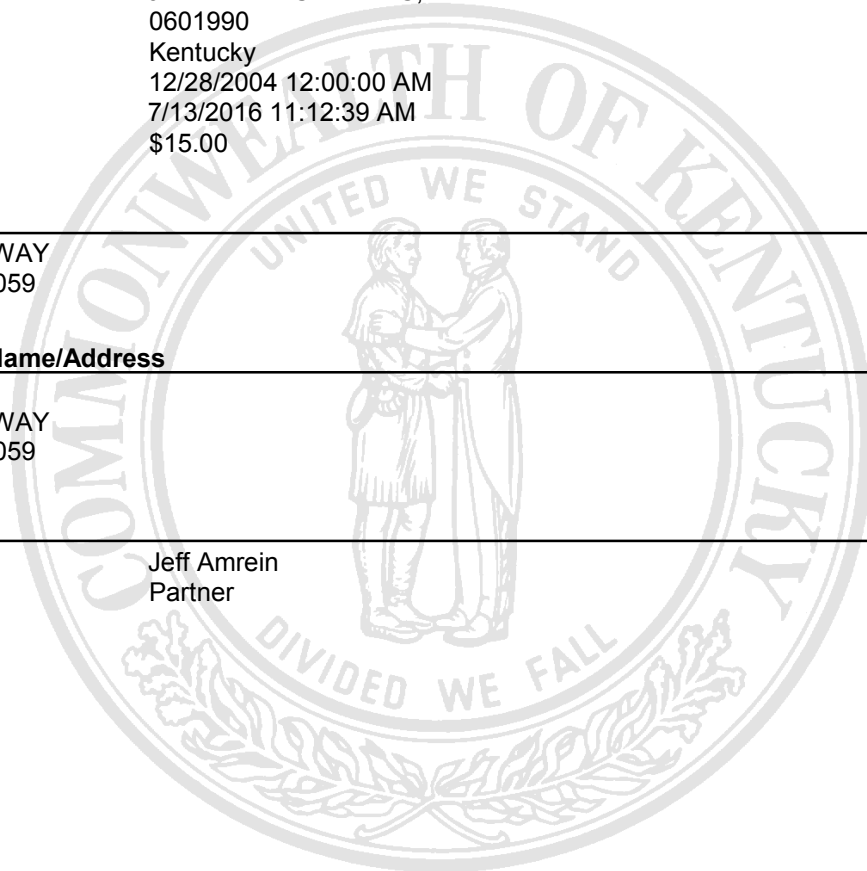 0601990
Kentucky
12/28/2004 12:00:00 AM
7/13/2016 11:12:39 AM
$15.00
COMMONWEALTH OF KENTUCKY
UNITED WE STAND
WAY
059
Name/Address
WAY
059
Jeff Amrein
Partner
DIVIDED WE FALL